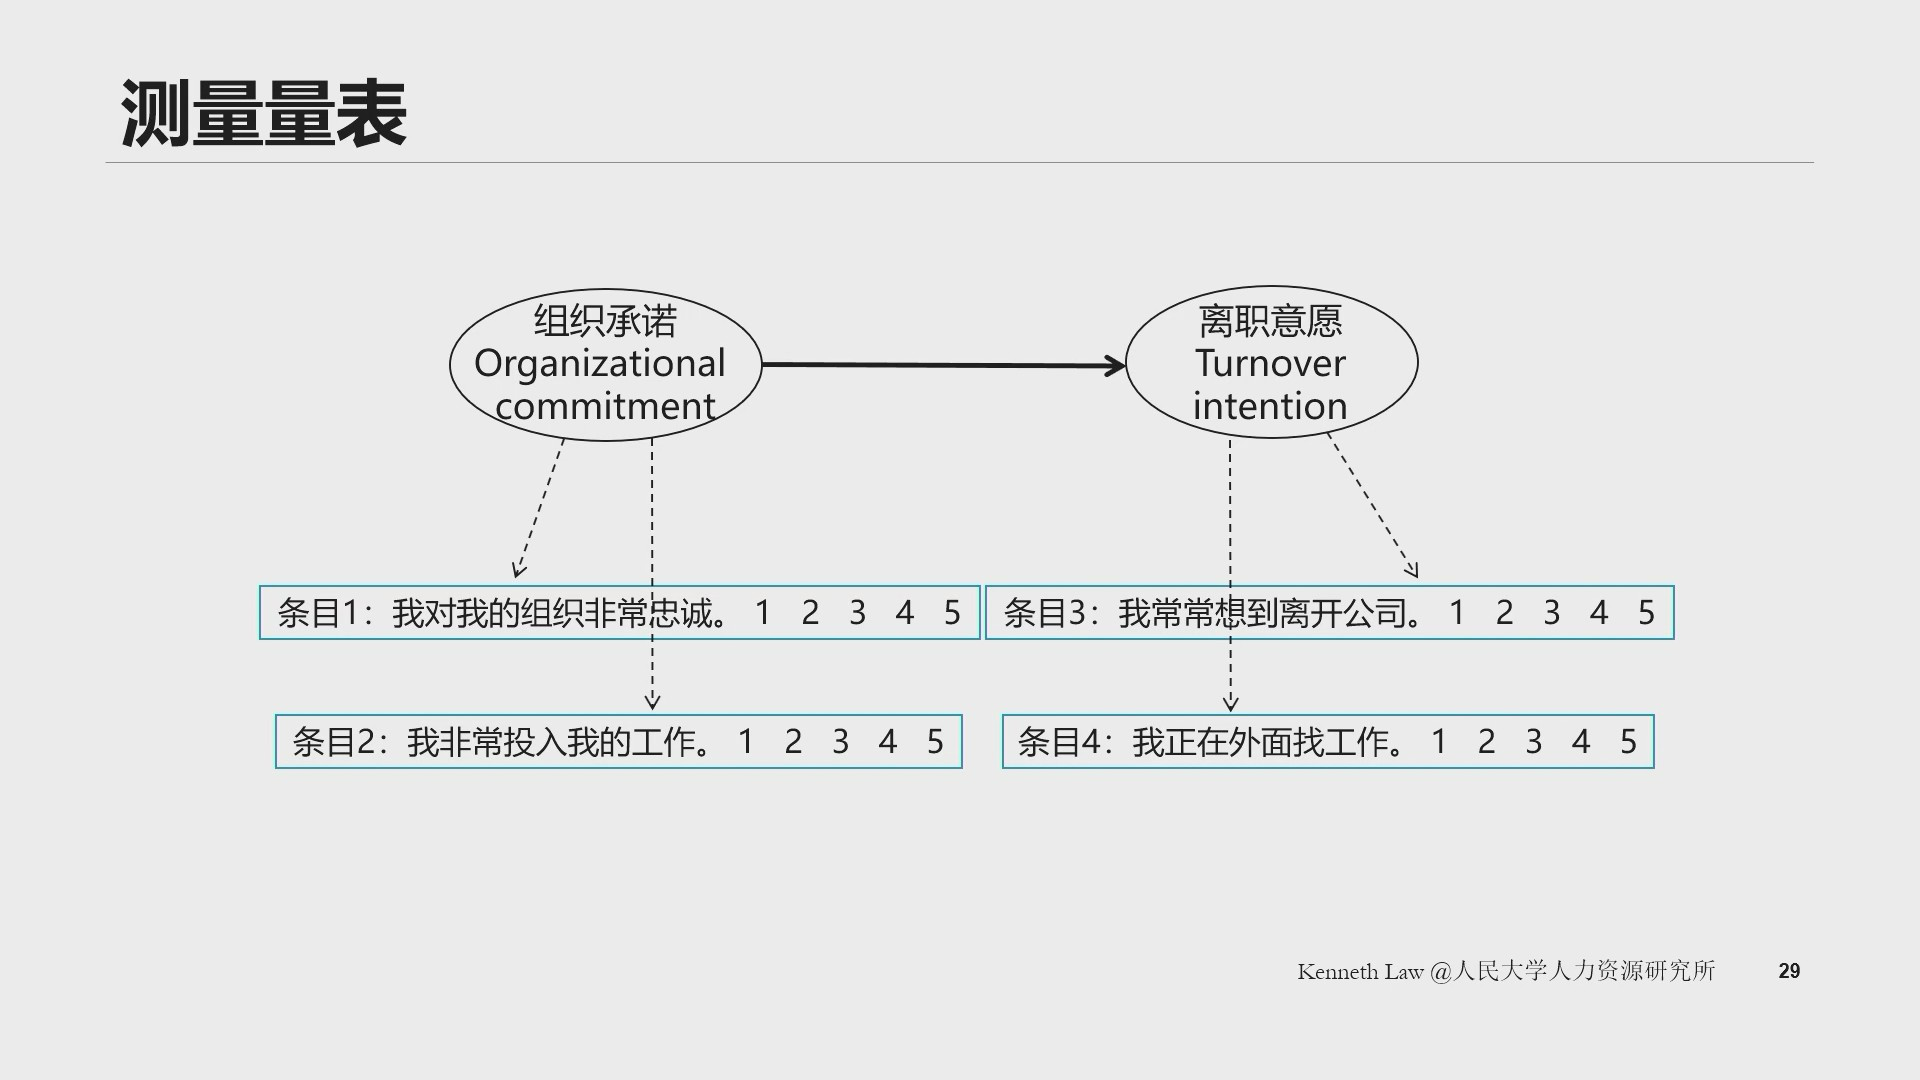 测量量表
组织承诺
Organizational
commitment
离职意愿
Turnover
intention
条目1：我对我的组织非常忠诚。 1 2 3 4 5
条目3：我常常想到离开公司。 1 2 3 4 5
条目2：我非常投入我的工作。 1 2 3 4 5
条目4：我正在外面找工作。 1 2 3 4 5
Kenneth Law @人民大学人力资源研究所 29